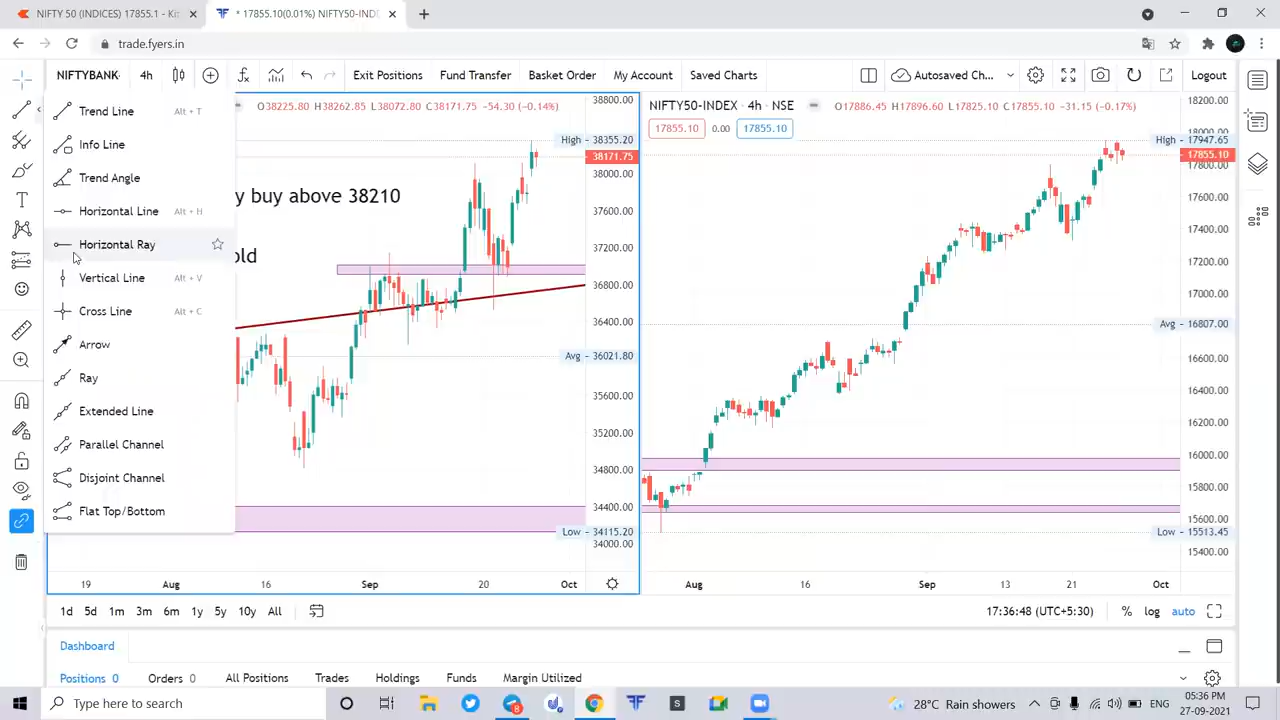 NIFTY 50 (INDICES) 17855.1 - Kit
* 17855.10(0.01%) NIFTY50-IND
trade.fyers.in
NIFTYBANK
4h
Exit Positions
Fund Transfer
Basket Order
My Account
Saved Charts
Autosaved Ch...
Logout
Trend Line Alt + T
Info Line
Trend Angle
Horizontal Line Alt + H
Horizontal Ray
Vertical Line Alt + V
Cross Line Alt + C
Arrow
Ray
Extended Line
Parallel Channel
Disjoint Channel
Flat Top/Bottom
O38225.80 H38262.85 L38072.80 C38171.75 -54.30 (-0.14%)
y buy above 38210
old
38800.00
High 38355.20
38171.75
38000.00
37600.00
37200.00
36800.00
36400.00
Avg 36021.80
35600.00
35200.00
34800.00
34400.00
Low 34115.20
34000.00
19 Aug 16 Sep 20 Oct
NIFTY50-INDEX 4h NSE
O17886.45 H17896.60 L17825.10 C17855.10 -31.15 (-0.17%)
17855.10 0.00 17855.10
18200.00
18000.00
High 17947.65
17855.10
17800.00
17600.00
17400.00
17200.00
17000.00
Avg 16807.00
16600.00
16400.00
16200.00
16000.00
15800.00
15600.00
Low 15513.45
15400.00
Aug 16 Sep 13 21 Oct
1d 5d 1m 3m 6m 1y 5y 10y All
17:36:48 (UTC+5:30) % log auto
Dashboard
Positions 0 Orders 0 All Positions Trades Holdings Funds Margin Utilized
Type here to search
8
S
28°C Rain showers
ENG
05:36 PM
27-09-2021